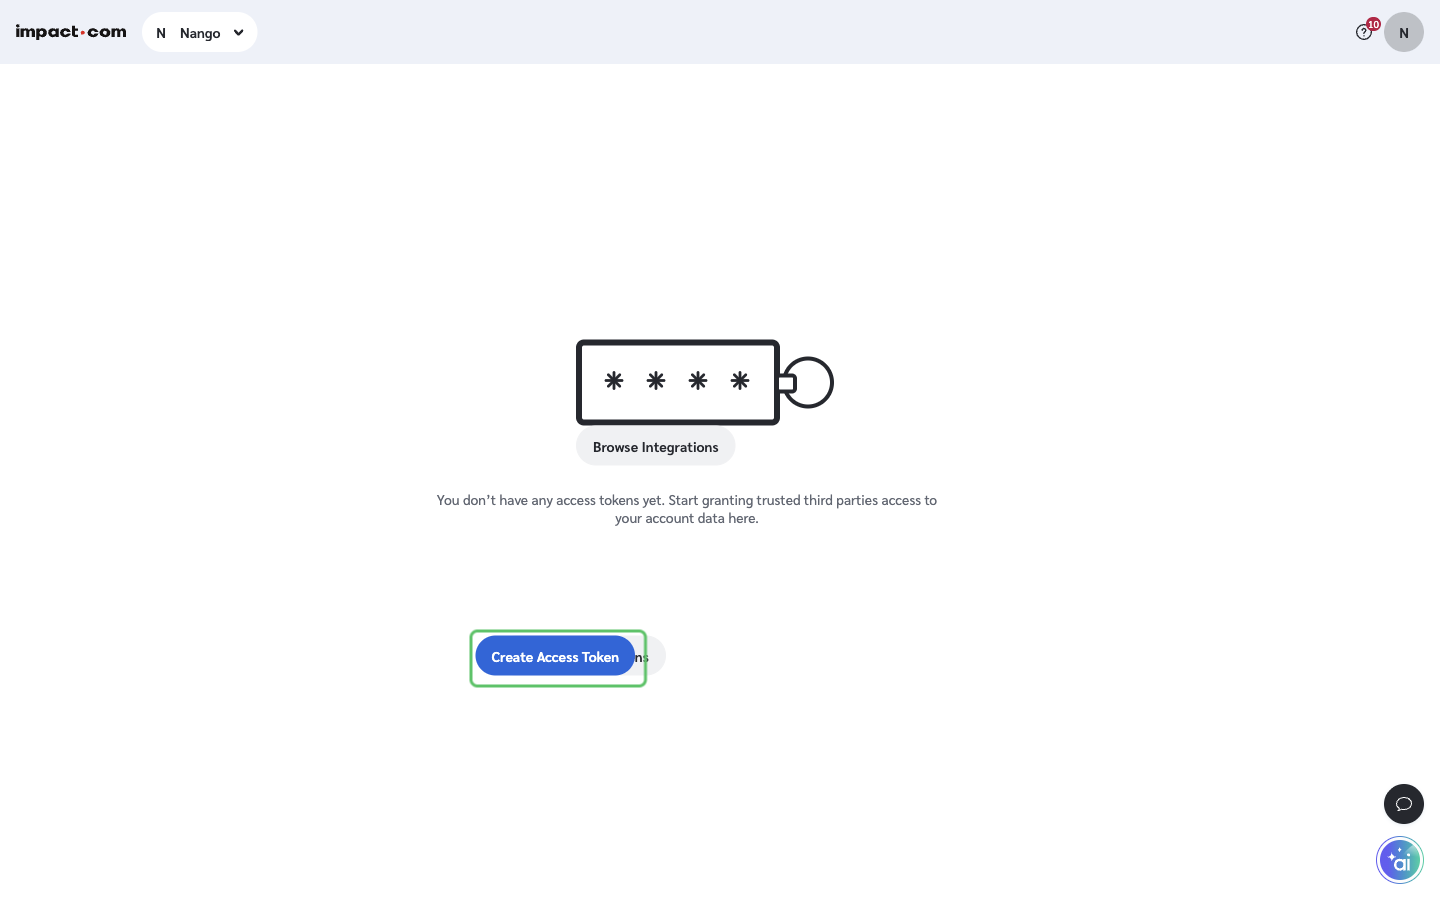 impact.com
N Nango
10
N
* * * *
Browse Integrations
You don’t have any access tokens yet. Start granting trusted third parties access to
your account data here.
Create Access Token
ns
ai